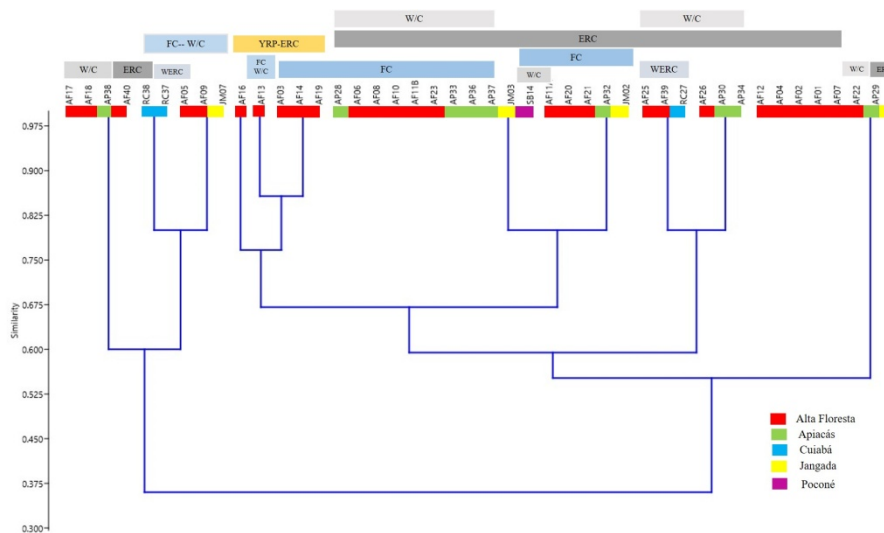 W/C
W/C
ERC
FC-- W/C
YRP-ERC
FC
W/C
ERC
WERC
FC
W/C
FC
W/C
WERC
W/C
AF17
AF18
AP38
AF40
RC38
RC37
AF05
AF09
JM07
AF16
AF13
AF03
AF14
AF19
AP28
AF06
AF08
AF10
AF11B
AF23
AP33
AP36
AP37
JM03
SB14
AF20
AF21
AP32
JM02
AF25
AF39
RC27
AF26
AP30
AP34
AF12
AF04
AF02
AF01
AF07
AF22
AP29
0.975
0.900
0.825
0.750
0.675
0.600
0.525
0.450
0.375
0.300
Similarity
Alta Floresta
Apiacás
Cuiabá
Jangada
Poconé